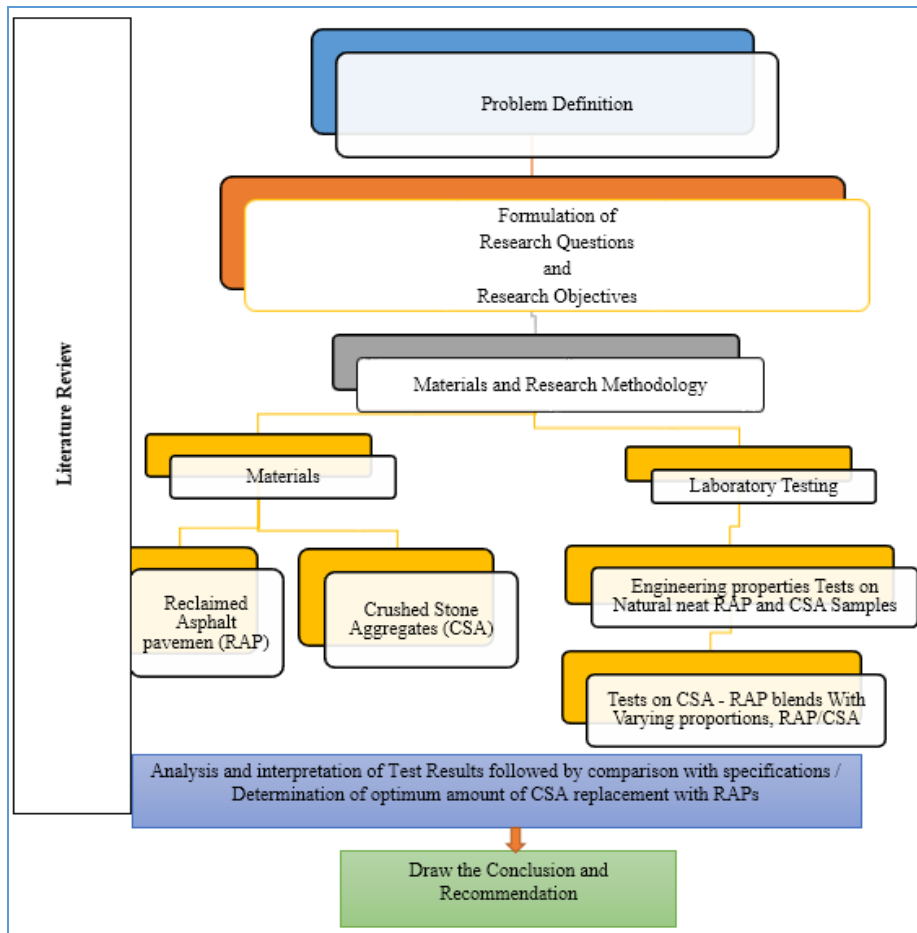 Literature Review
Problem Definition
Formulation of
Research Questions
and
Research Objectives
Materials and Research Methodology
Materials
Laboratory Testing
Reclaimed
Asphalt
pavemen (RAP)
Crushed Stone
Aggregates (CSA)
Engineering properties Tests on
Natural neat RAP and CSA Samples
Tests on CSA - RAP blends With
Varying proportions, RAP/CSA
Analysis and interpretation of Test Results followed by comparison with specifications /
Determination of optimum amount of CSA replacement with RAPs
Draw the Conclusion and
Recommendation